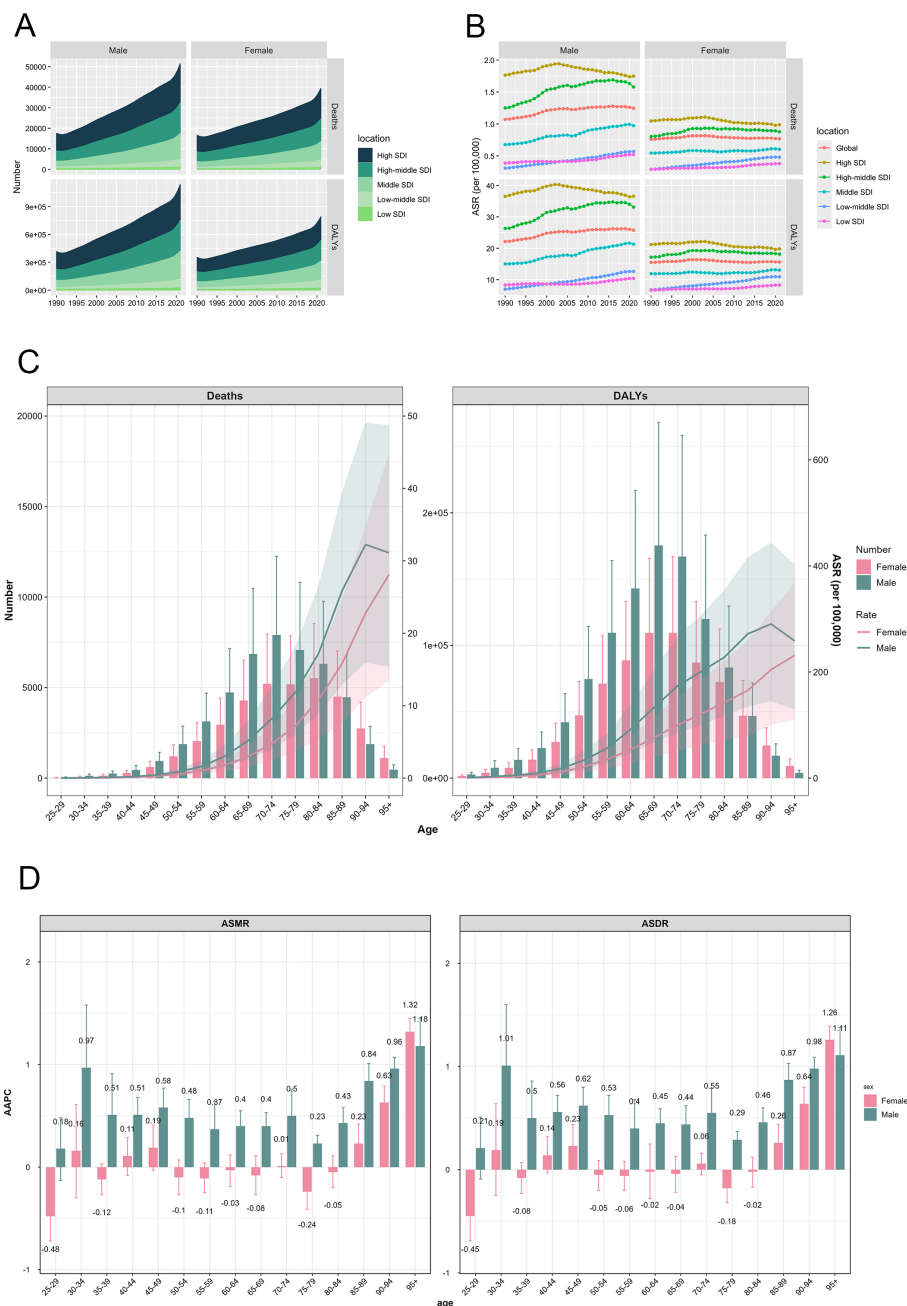 A
Male
Female
50000
40000
30000
20000
10000
0
Deaths
Number
9e+05
6e+05
3e+05
0e+00
DALYs
1990 1995 2000 2005 2010 2015 2020
1990 1995 2000 2005 2010 2015 2020
location
High SDI
High-middle SDI
Middle SDI
Low-middle SDI
Low SDI
B
Male
Female
2.0
1.5
1.0
0.5
Deaths
ASR (per 100,000)
40
30
20
10
DALYs
1990 1995 2000 2005 2010 2015 2020
1990 1995 2000 2005 2010 2015 2020
location
Global
High SDI
High-middle SDI
Middle SDI
Low-middle SDI
Low SDI
C
Deaths
20000
15000
10000
5000
0
Number
50
40
30
20
10
0
25-29 30-34 35-39 40-44 45-49 50-54 55-59 60-64 65-69 70-74 75-79 80-84 85-89 90-94 95+
DALYs
2e+05
1e+05
0e+00
600
400
200
0
ASR (per 100,000)
25-29 30-34 35-39 40-44 45-49 50-54 55-59 60-64 65-69 70-74 75-79 80-84 85-89 90-94 95+
Age
Number
Female
Male
Rate
Female
Male
D
ASMR
2
1
0
-1
AAPC
-0.48 0.18 0.16 0.97 -0.12 0.51 0.11 0.51 0.19 0.58 -0.1 0.48 -0.11 0.37 -0.03 0.4 -0.08 0.4 0.01 0.5 -0.24 0.23 -0.05 0.43 0.23 0.84 0.63 0.96 1.32 1.18
25-29 30-34 35-39 40-44 45-49 50-54 55-59 60-64 65-69 70-74 75-79 80-84 85-89 90-94 95+
ASDR
2
1
0
-1
-0.45 0.21 0.19 1.01 -0.08 0.5 0.14 0.56 0.23 0.62 -0.05 0.53 -0.06 0.4 -0.02 0.45 -0.04 0.44 0.06 0.55 -0.18 0.29 -0.02 0.46 0.26 0.87 0.64 0.98 1.26 1.11
25-29 30-34 35-39 40-44 45-49 50-54 55-59 60-64 65-69 70-74 75-79 80-84 85-89 90-94 95+
age
sex
Female
Male